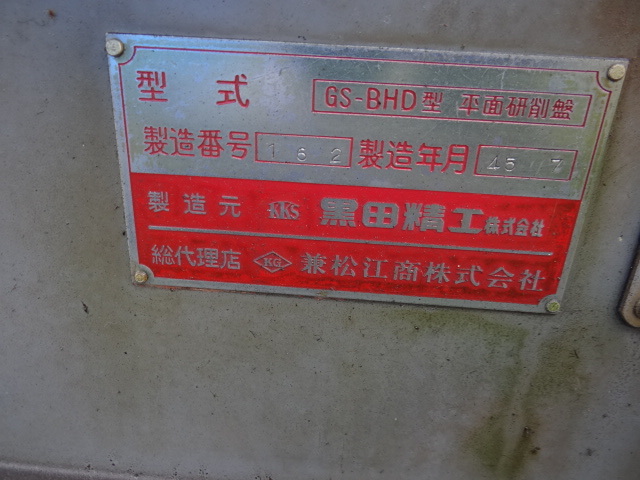 型式 GS-BHD型 平面研削盤
製造番号 162 製造年月 45 7
製造元 KKS 黒田精工株式会社
総代理店 KG 兼松江商株式会社